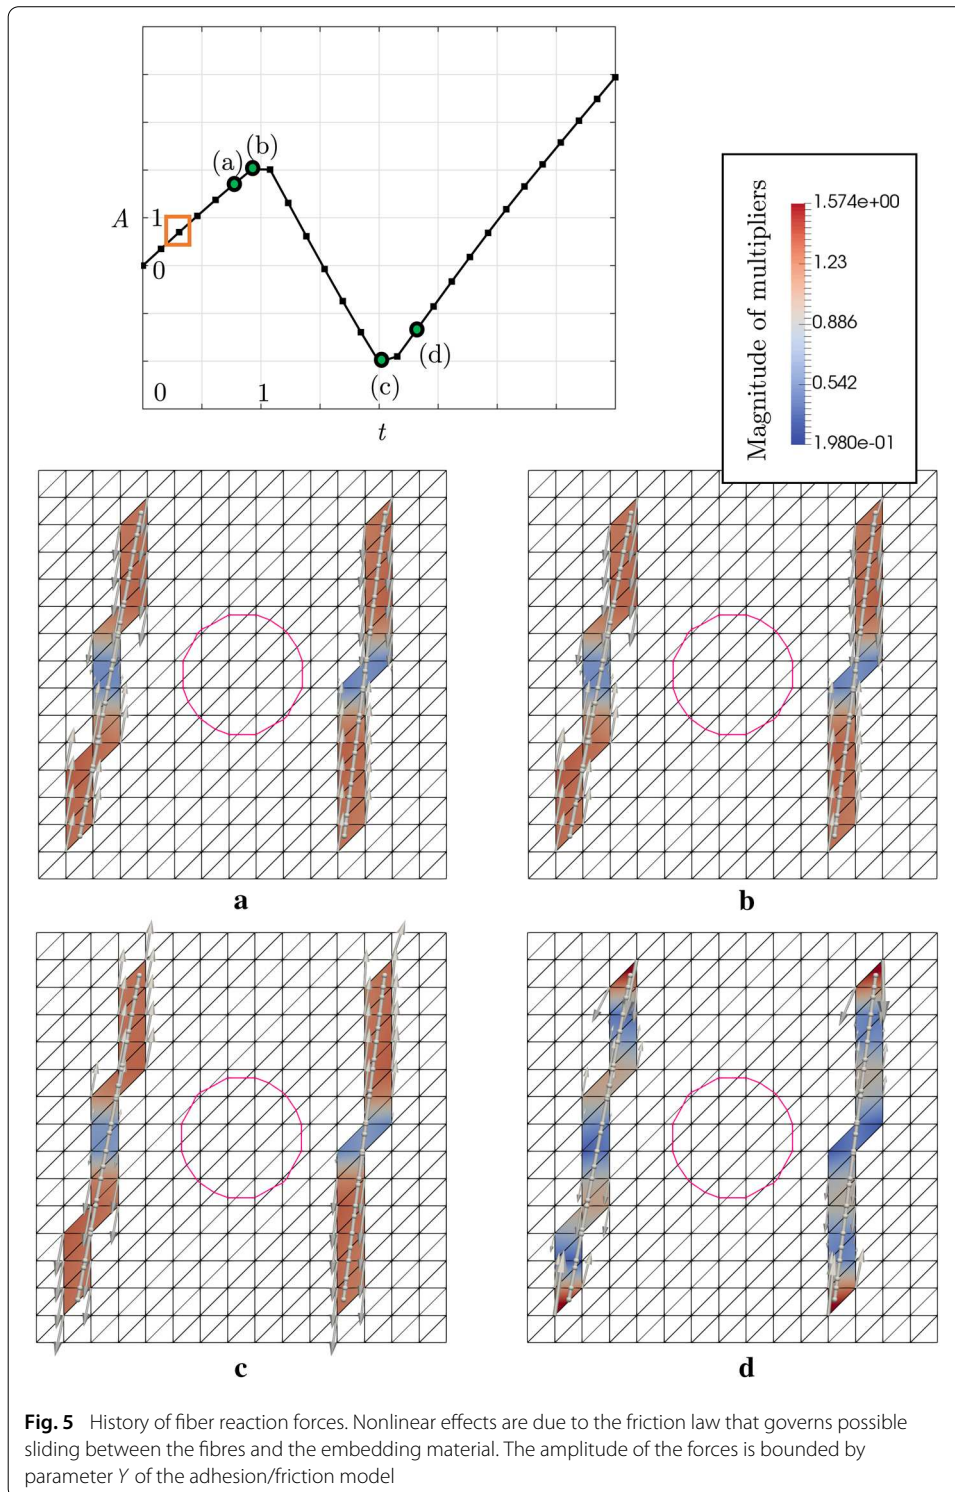 (b)
(a)
A
1
0
(d)
(c)
0
1
t
Magnitude of multipliers
1.574e+00
1.23
0.886
0.542
1.980e-01
a
b
c
d
Fig. 5 History of fiber reaction forces. Nonlinear effects are due to the friction law that governs possible
sliding between the fibres and the embedding material. The amplitude of the forces is bounded by
parameter Y of the adhesion/friction model